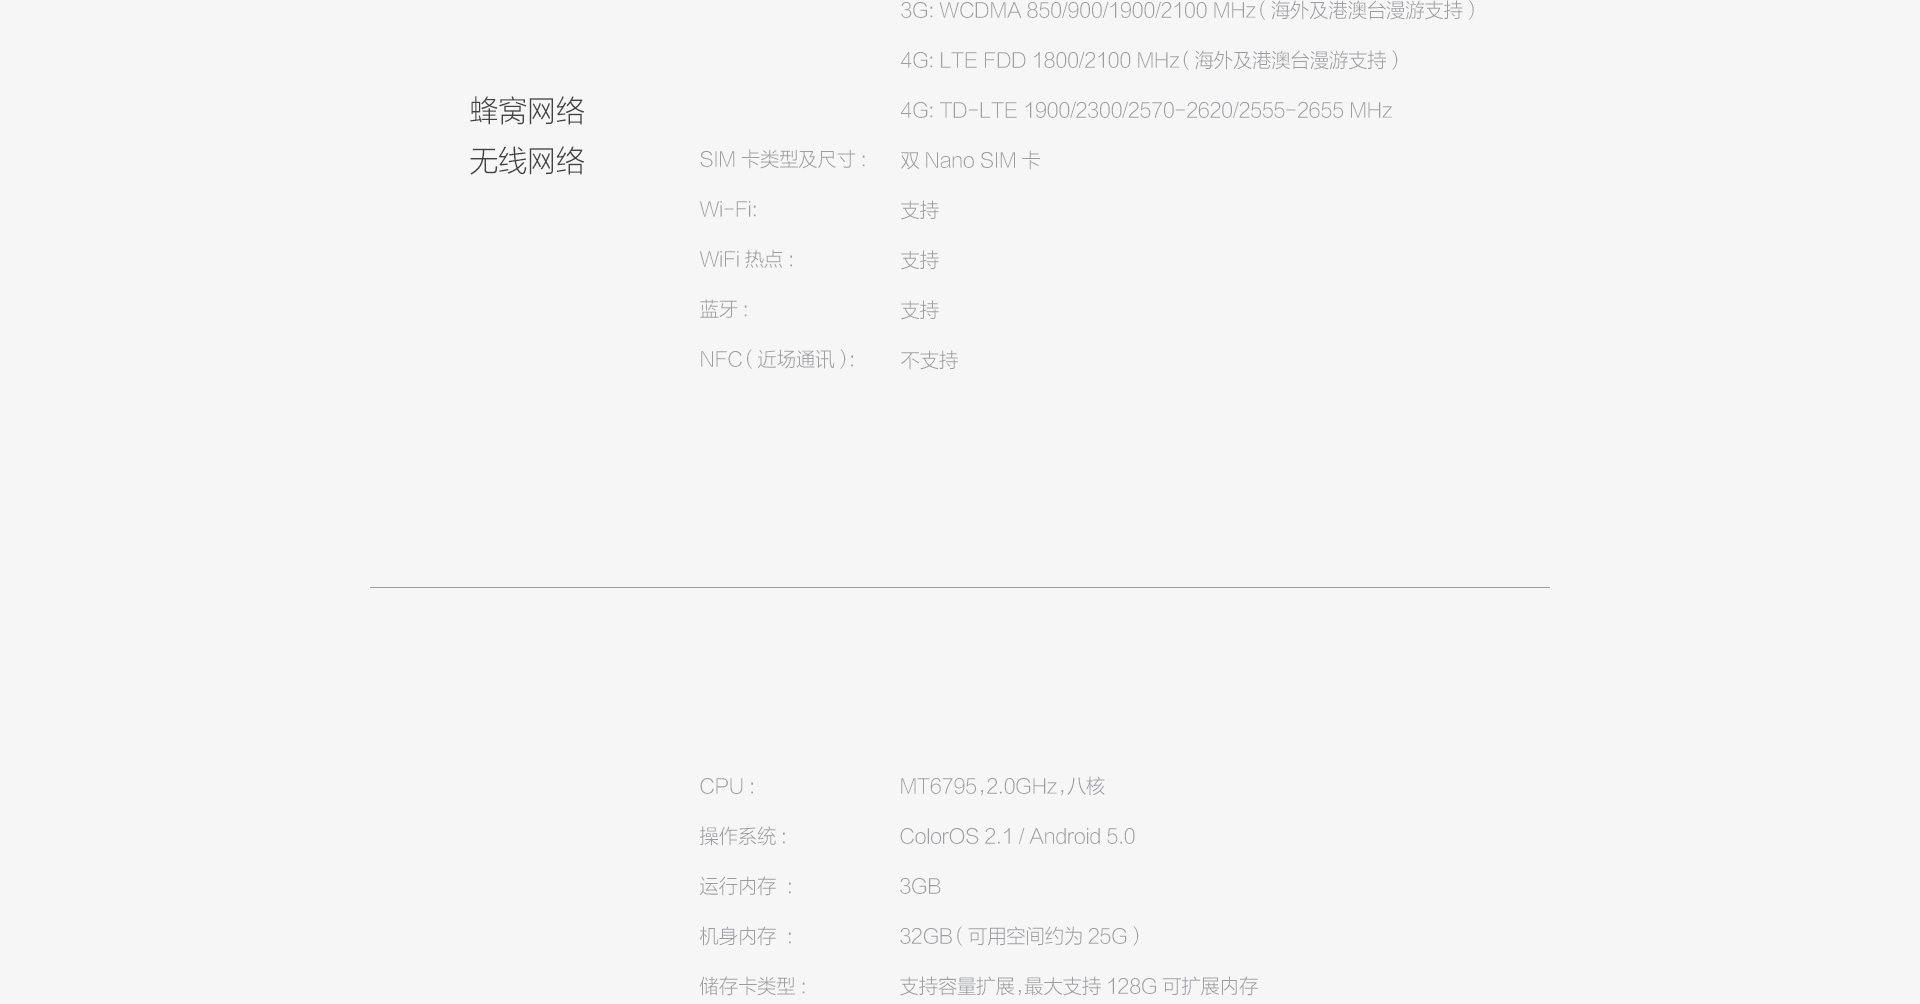 3G: WCDMA 850/900/1900/2100 MHz（海外及港澳台漫游支持）
4G: LTE FDD 1800/2100 MHz（海外及港澳台漫游支持）
蜂窝网络 4G: TD-LTE 1900/2300/2570-2620/2555-2655 MHz
无线网络 SIM 卡类型及尺寸： 双 Nano SIM 卡
Wi-Fi: 支持
WiFi 热点： 支持
蓝牙： 支持
NFC（近场通讯）: 不支持
CPU： MT6795，2.0GHz，八核
操作系统： ColorOS 2.1 / Android 5.0
运行内存 ： 3GB
机身内存 ： 32GB（可用空间约为 25G）
储存卡类型： 支持容量扩展，最大支持 128G 可扩展内存